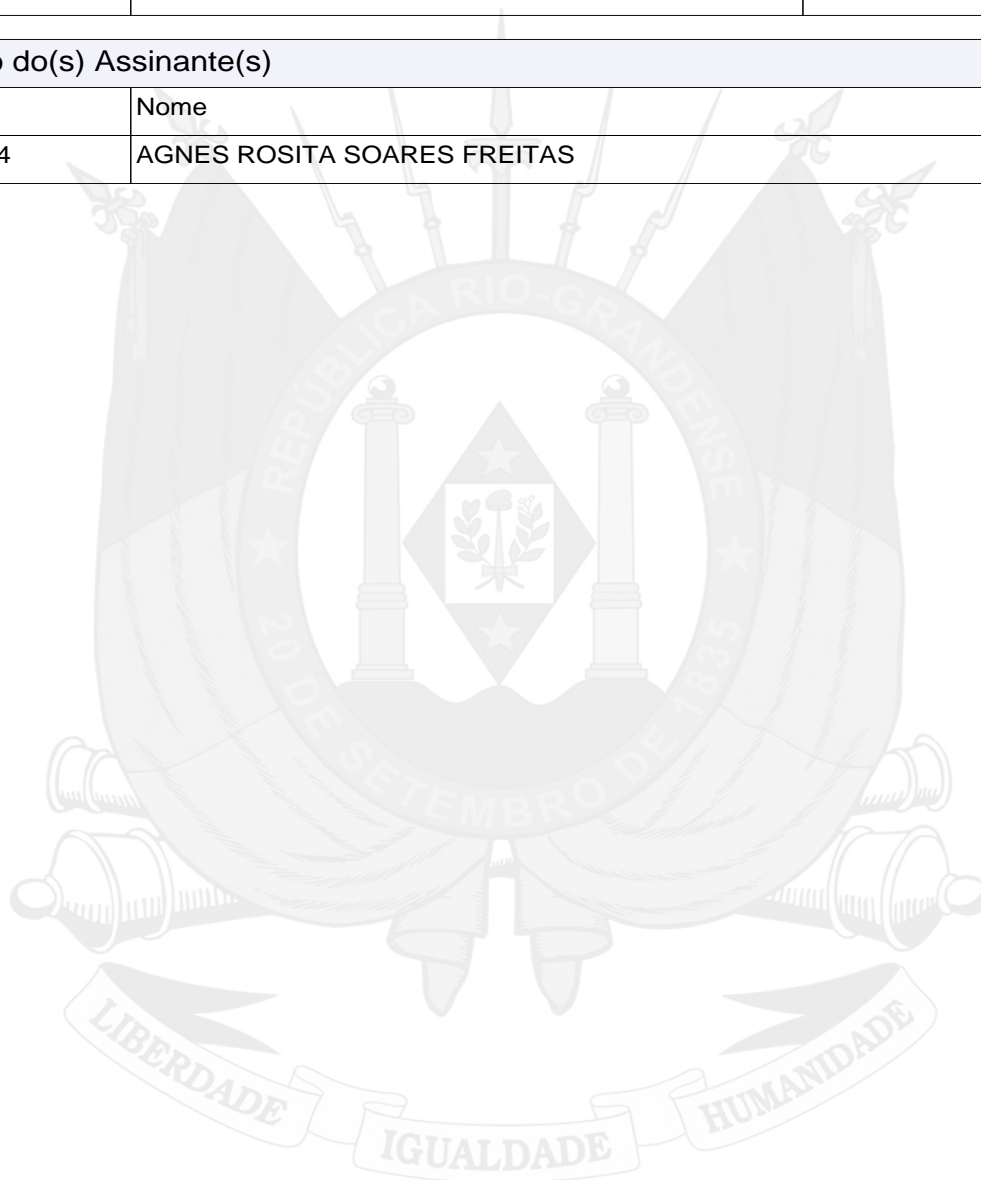 o do(s) Assinante(s)
Nome
4 AGNES ROSITA SOARES FREITAS
REPÚBLICA RIO-GRANDENSE
★ 20 DE SETEMBRO DE 1835 ★
LIBERDADE IGUALDADE HUMANIDADE